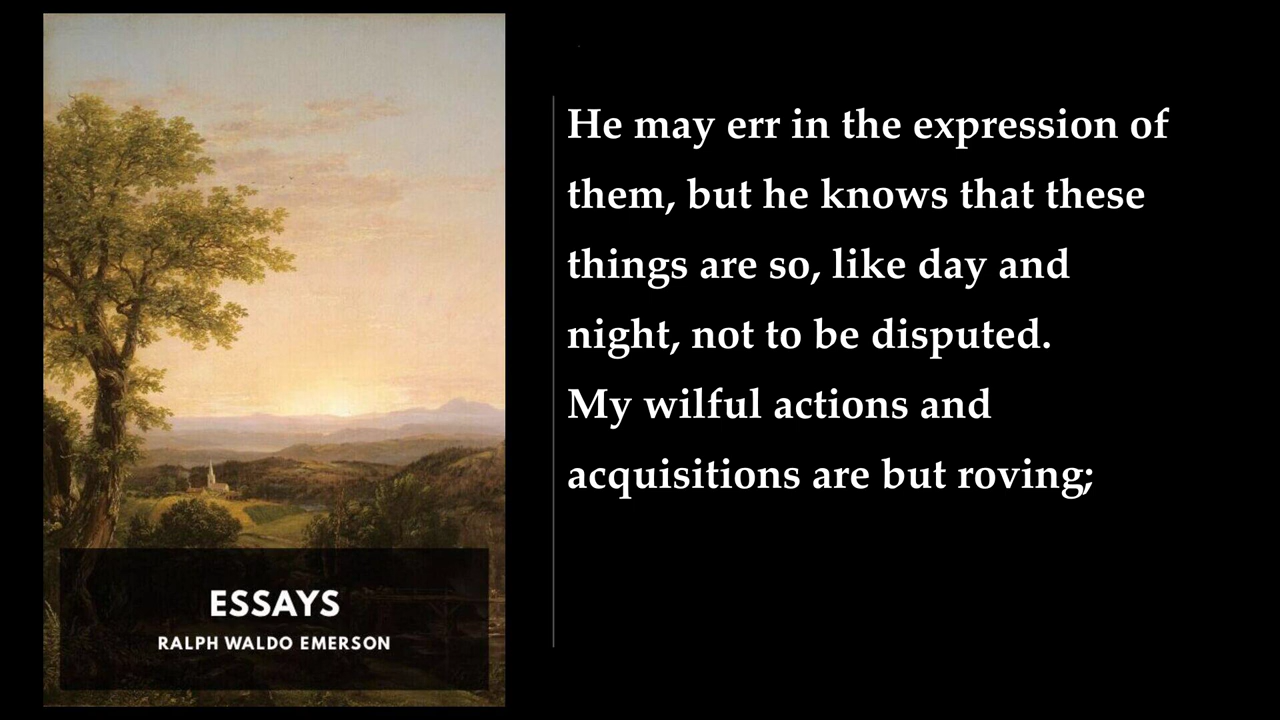 ESSAYS
RALPH WALDO EMERSON
He may err in the expression of
them, but he knows that these
things are so, like day and
night, not to be disputed.
My wilful actions and
acquisitions are but roving;